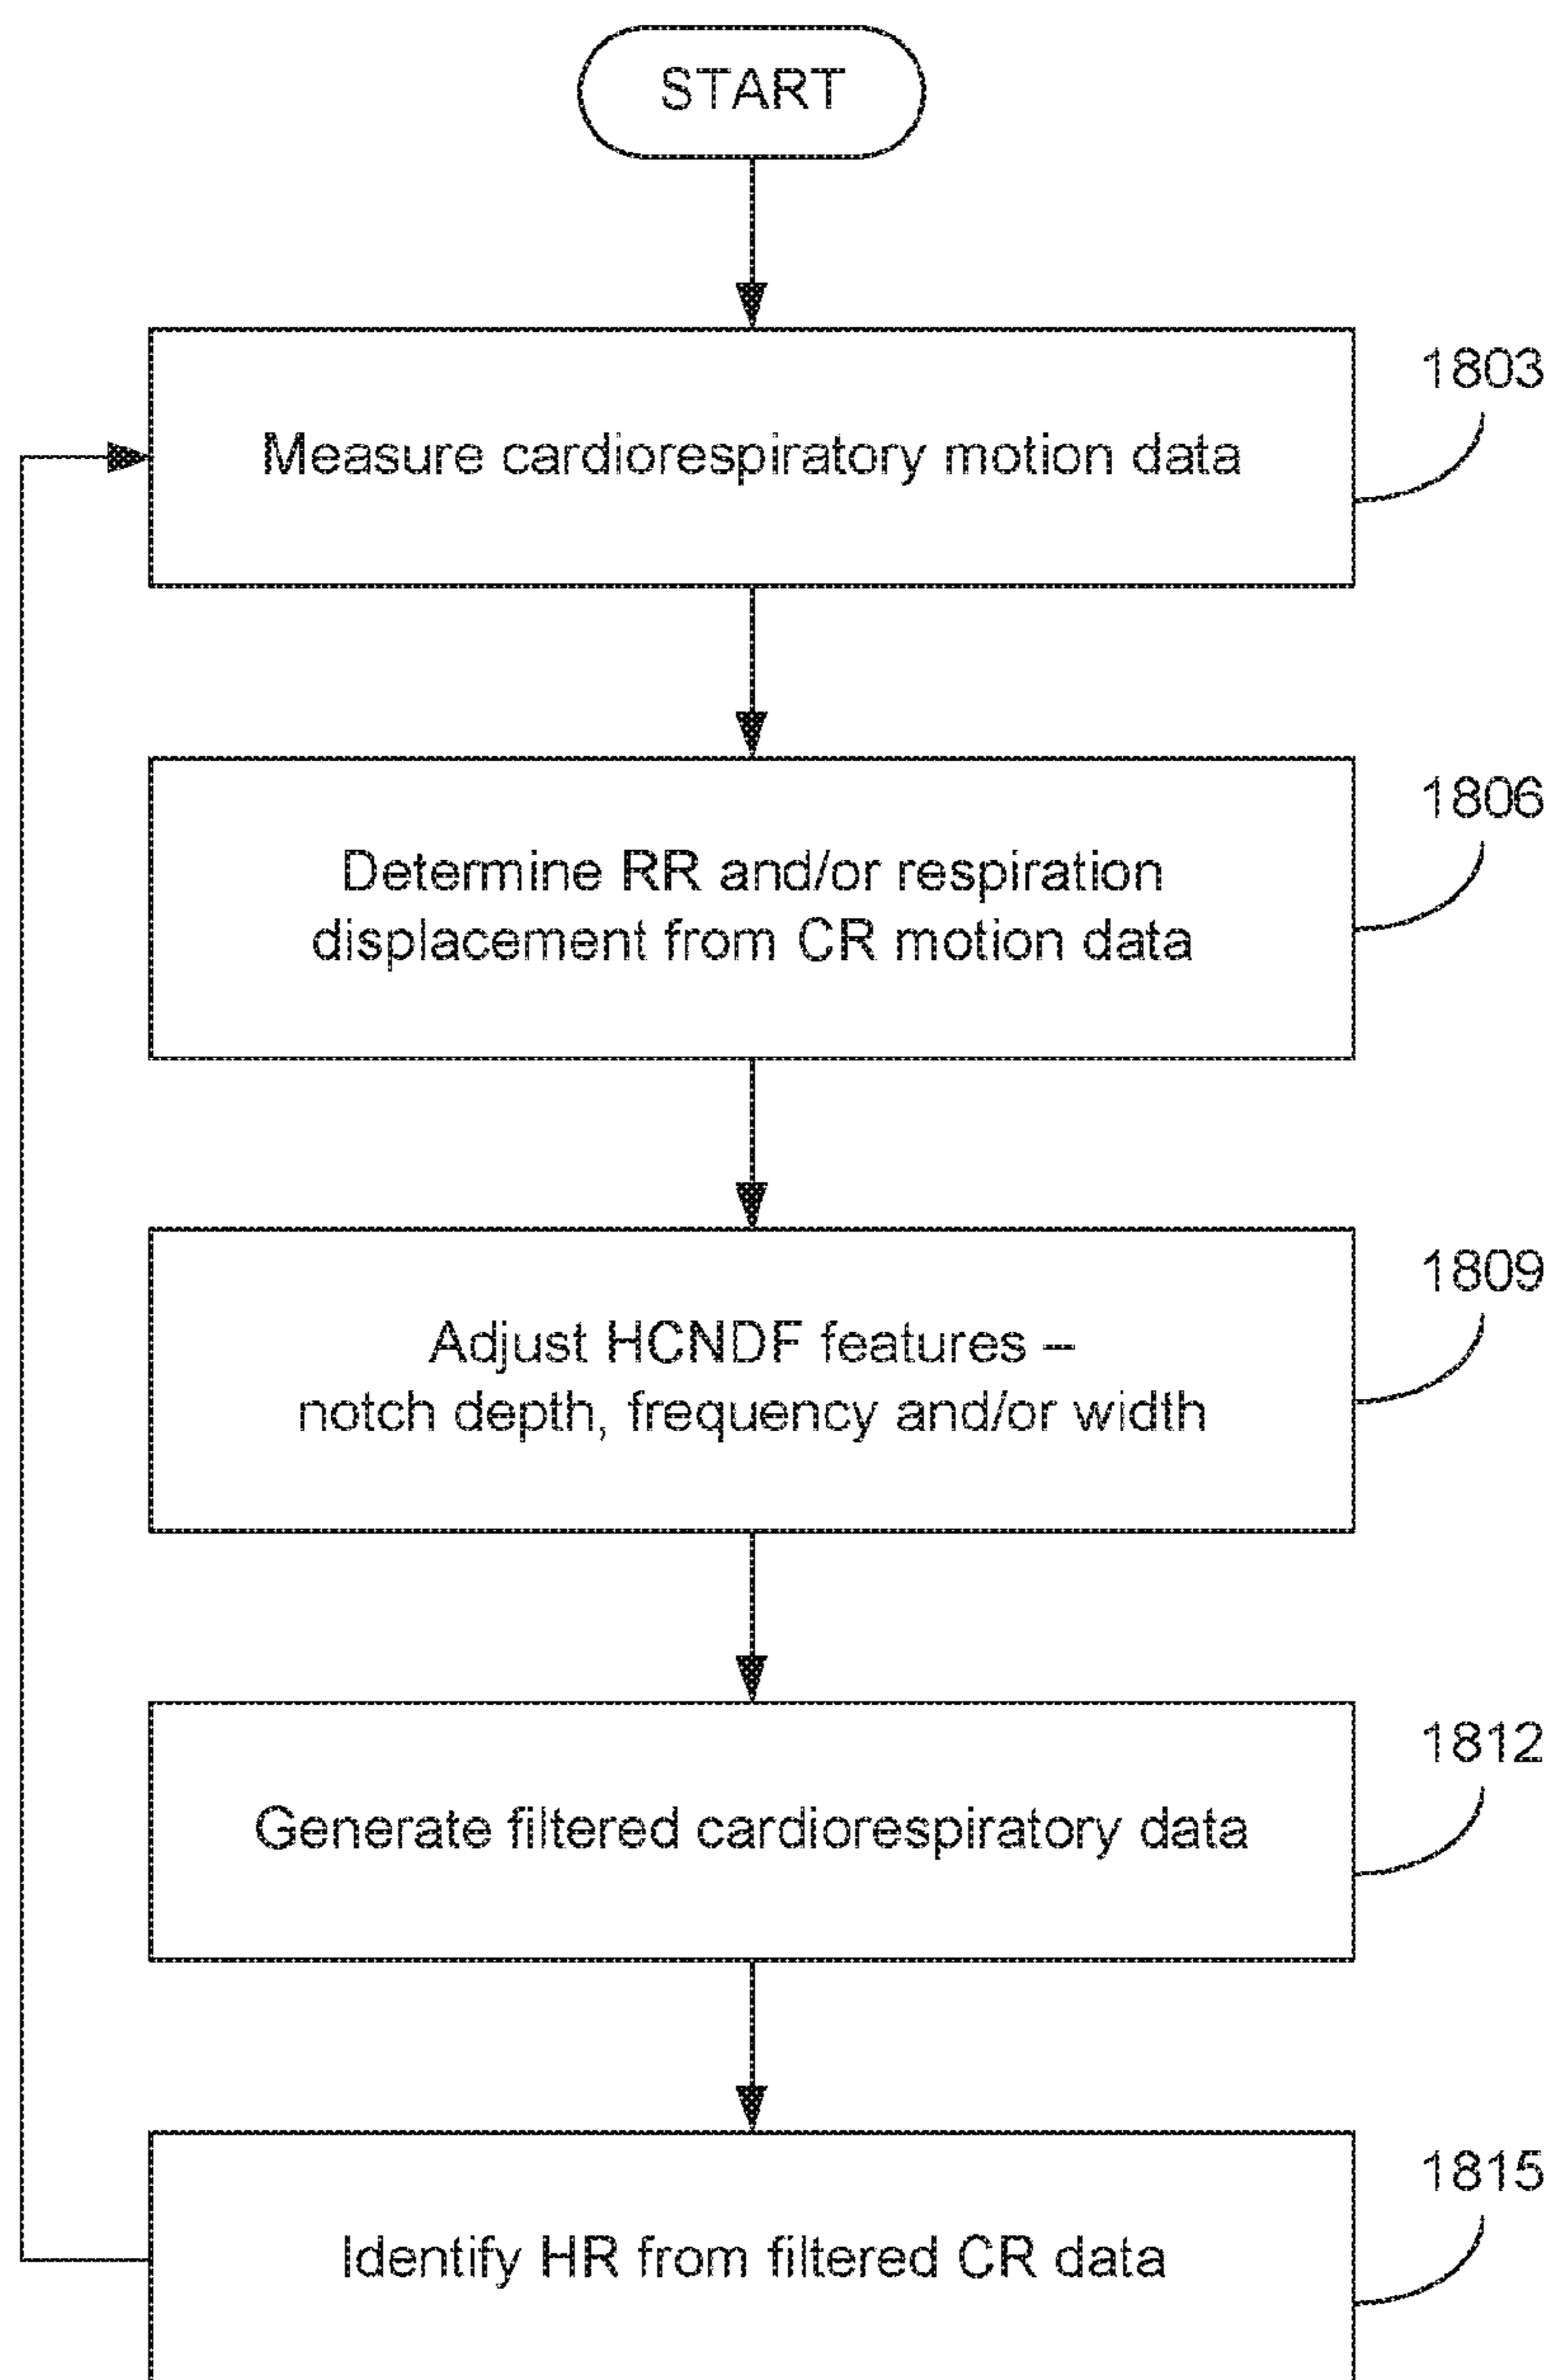 START
1803
Measure cardiorespiratory motion data
1806
Determine RR and/or respiration
displacement from CR motion data
1809
Adjust HCNDF features –
notch depth, frequency and/or width
1812
Generate filtered cardiorespiratory data
1815
Identify HR from filtered CR data